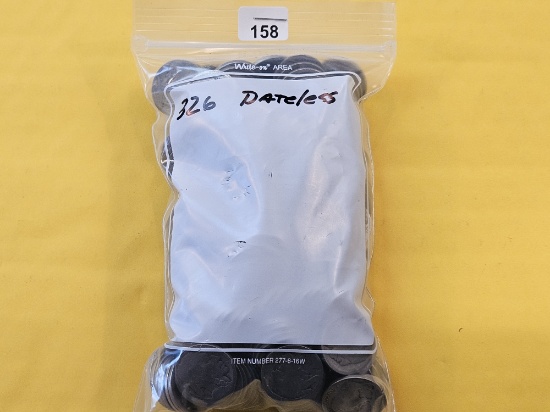 158
Write-on® AREA
326 Dateless
ITEM NUMBER 277-6-16W